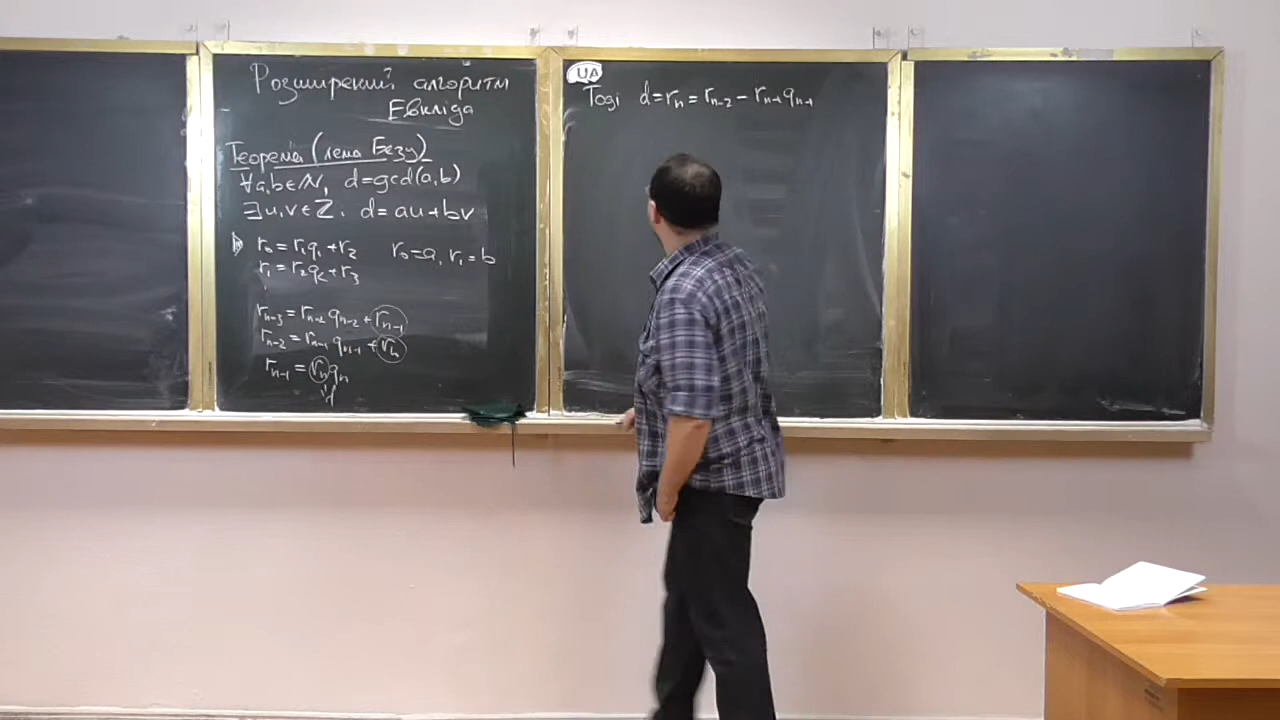 Розширений алгоритм
Евкліда
Теорема (лема Безу)
∀a,b∈ℕ, d=gcd(a,b)
∃u,v∈ℤ. d=au+bv
r₀=r₁q₁+r₂ r₀=a, r₁=b
r₁=r₂q₂+r₃
rₙ₋₃=rₙ₋₂qₙ₋₂+rₙ₋₁
rₙ₋₂=rₙ₋₁qₙ₋₁+rₙ
rₙ₋₁=rₙqₙ
d
UA
Тоді d=rₙ=rₙ₋₂-rₙ₋₁qₙ₋₁